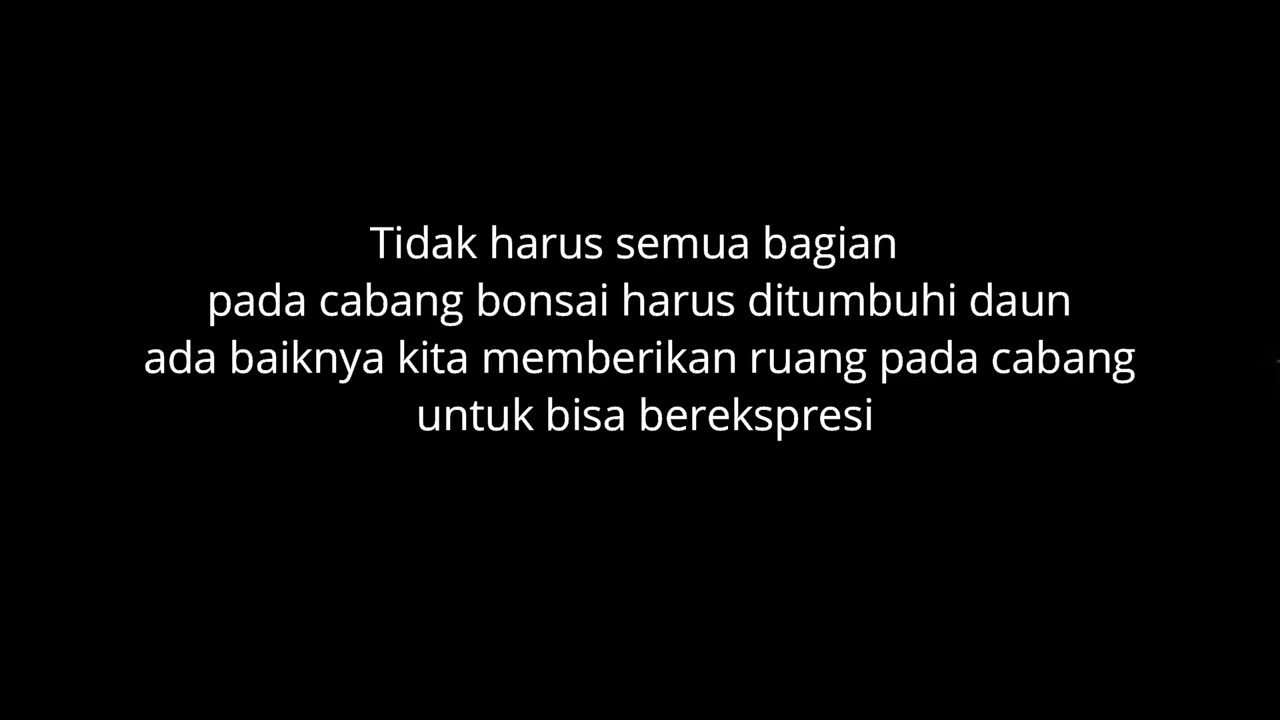 Tidak harus semua bagian
pada cabang bonsai harus ditumbuhi daun
ada baiknya kita memberikan ruang pada cabang
untuk bisa berekspresi